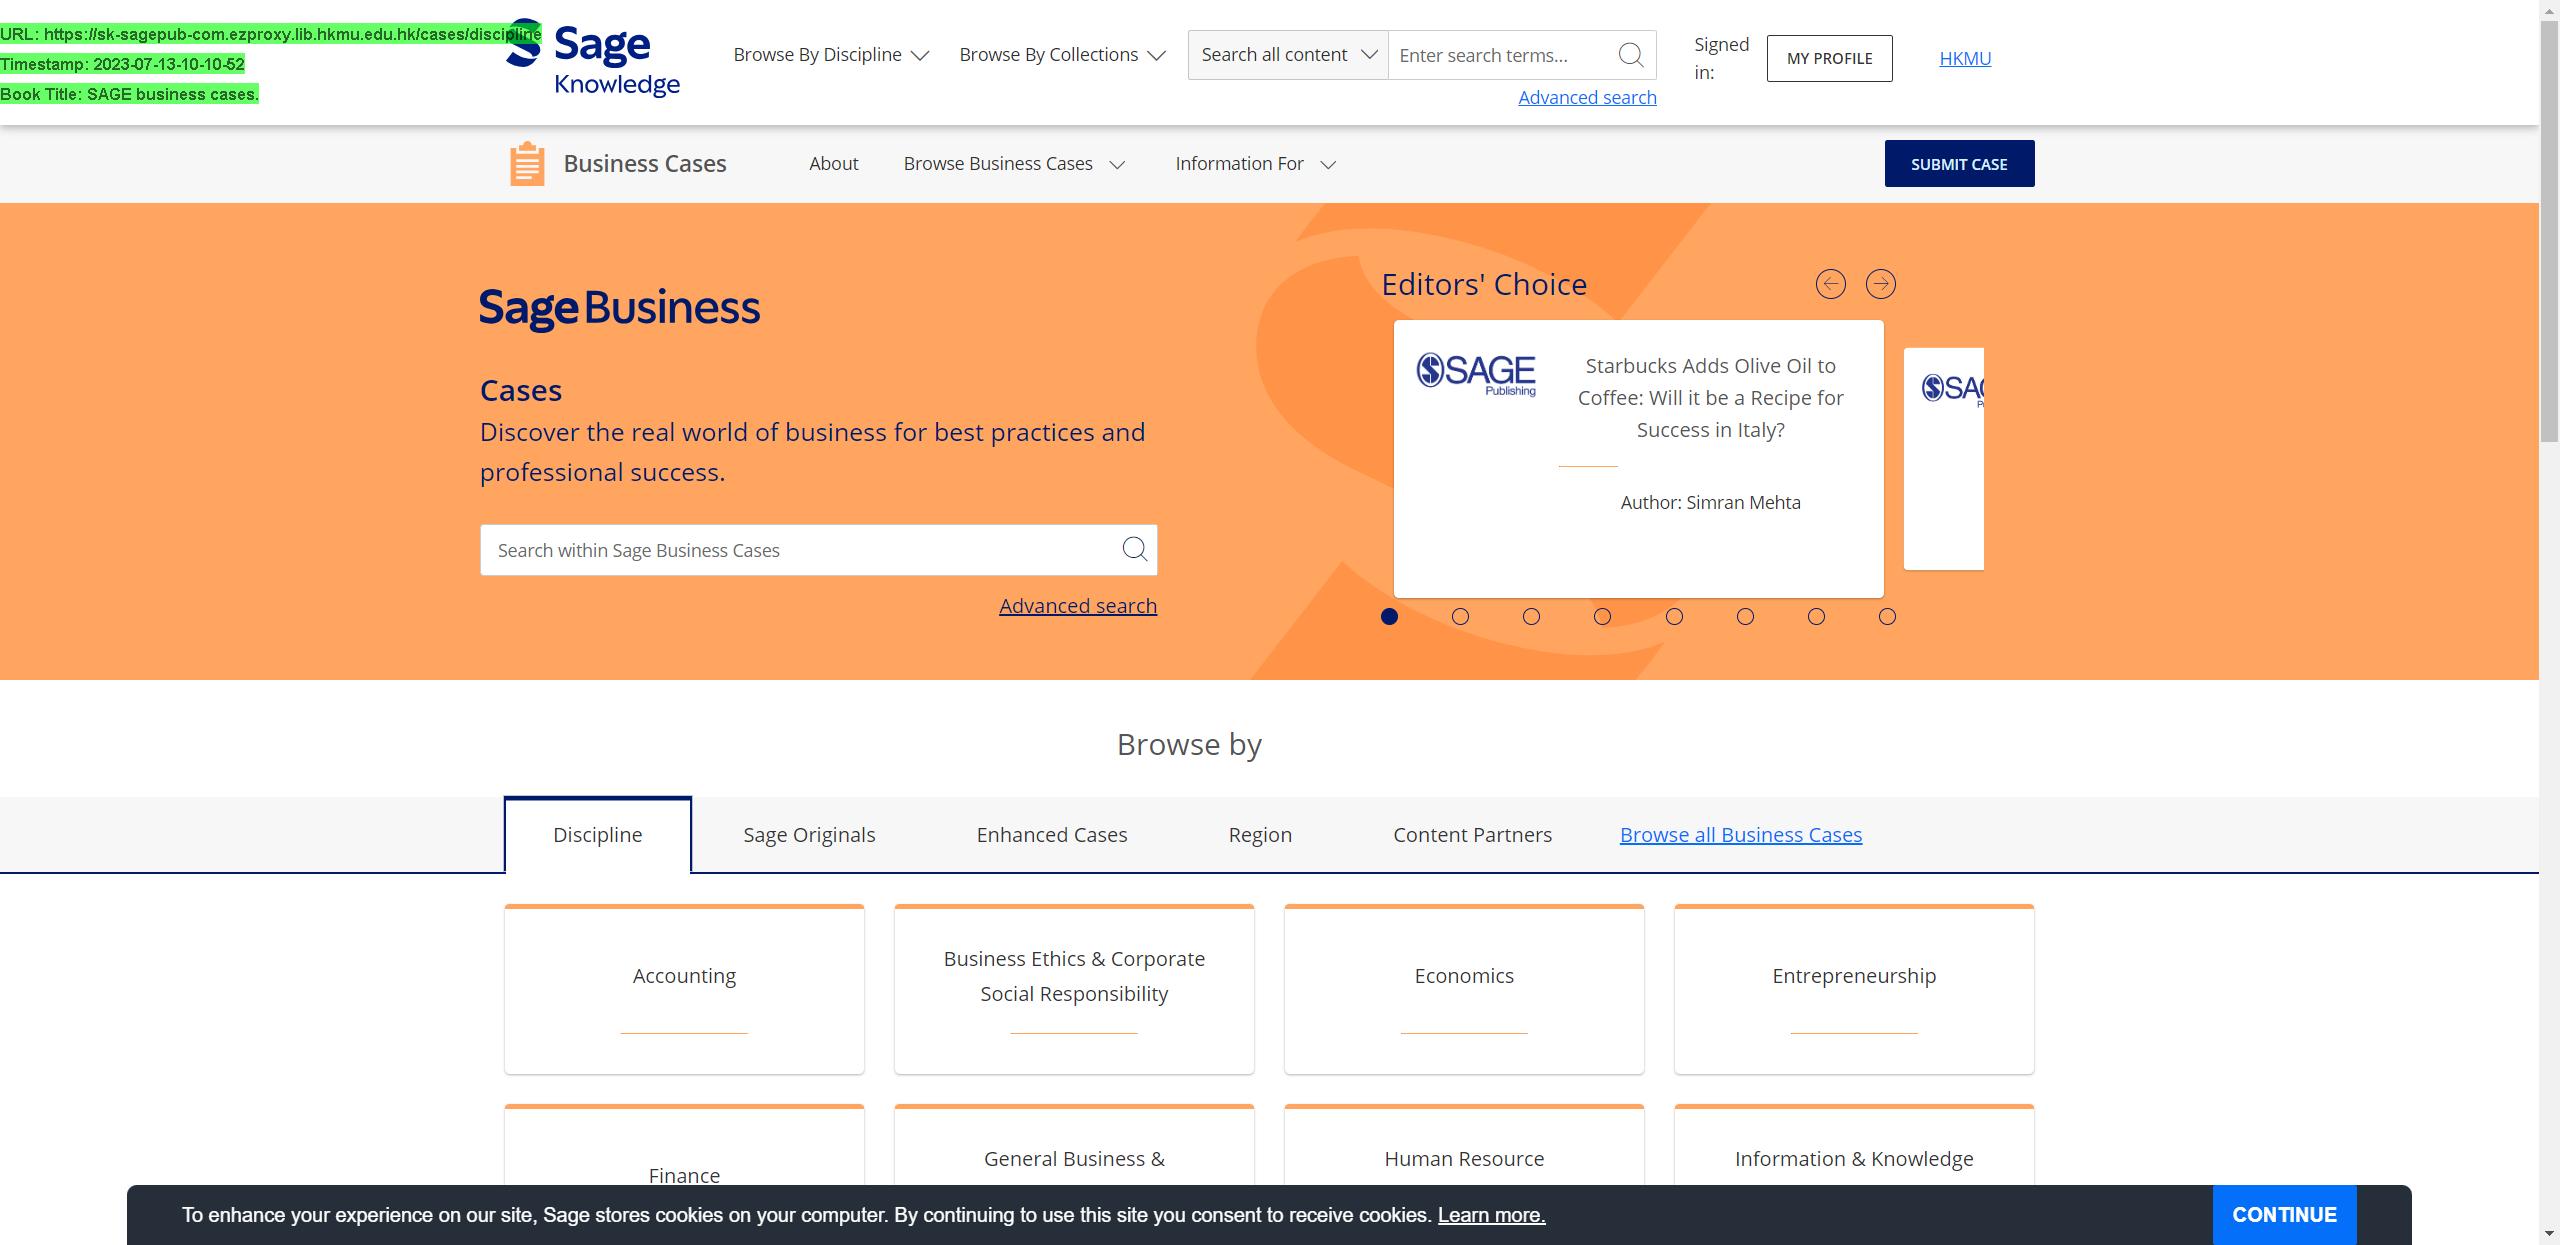 URL: https://sk-sagepub-com.ezproxy.lib.hkmu.edu.hk/cases/discipline
Timestamp: 2023-07-13-10-10-52
Book Title: SAGE business cases.
Sage
Knowledge
Browse By Discipline
Browse By Collections
Search all content
Enter search terms...
Advanced search
Signed
in:
MY PROFILE
HKMU
Business Cases
About
Browse Business Cases
Information For
SUBMIT CASE
Sage Business
Cases
Discover the real world of business for best practices and
professional success.
Search within Sage Business Cases
Advanced search
Editors' Choice
SAGE
Publishing
Starbucks Adds Olive Oil to
Coffee: Will it be a Recipe for
Success in Italy?
Author: Simran Mehta
Browse by
Discipline
Sage Originals
Enhanced Cases
Region
Content Partners
Browse all Business Cases
Accounting
Business Ethics & Corporate
Social Responsibility
Economics
Entrepreneurship
Finance
General Business &
Human Resource
Information & Knowledge
To enhance your experience on our site, Sage stores cookies on your computer. By continuing to use this site you consent to receive cookies. Learn more.
CONTINUE